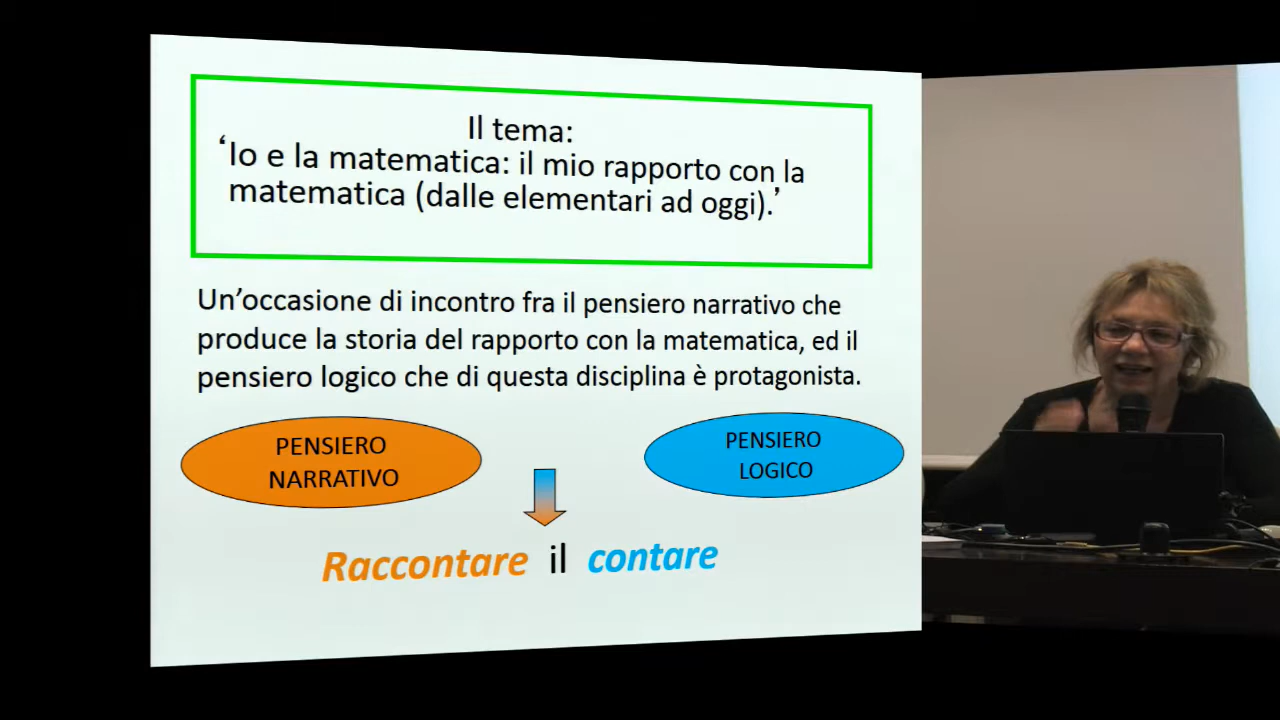 Il tema:
‘Io e la matematica: il mio rapporto con la
matematica (dalle elementari ad oggi).’
Un’occasione di incontro fra il pensiero narrativo che
produce la storia del rapporto con la matematica, ed il
pensiero logico che di questa disciplina è protagonista.
PENSIERO
NARRATIVO
PENSIERO
LOGICO
Raccontare il contare